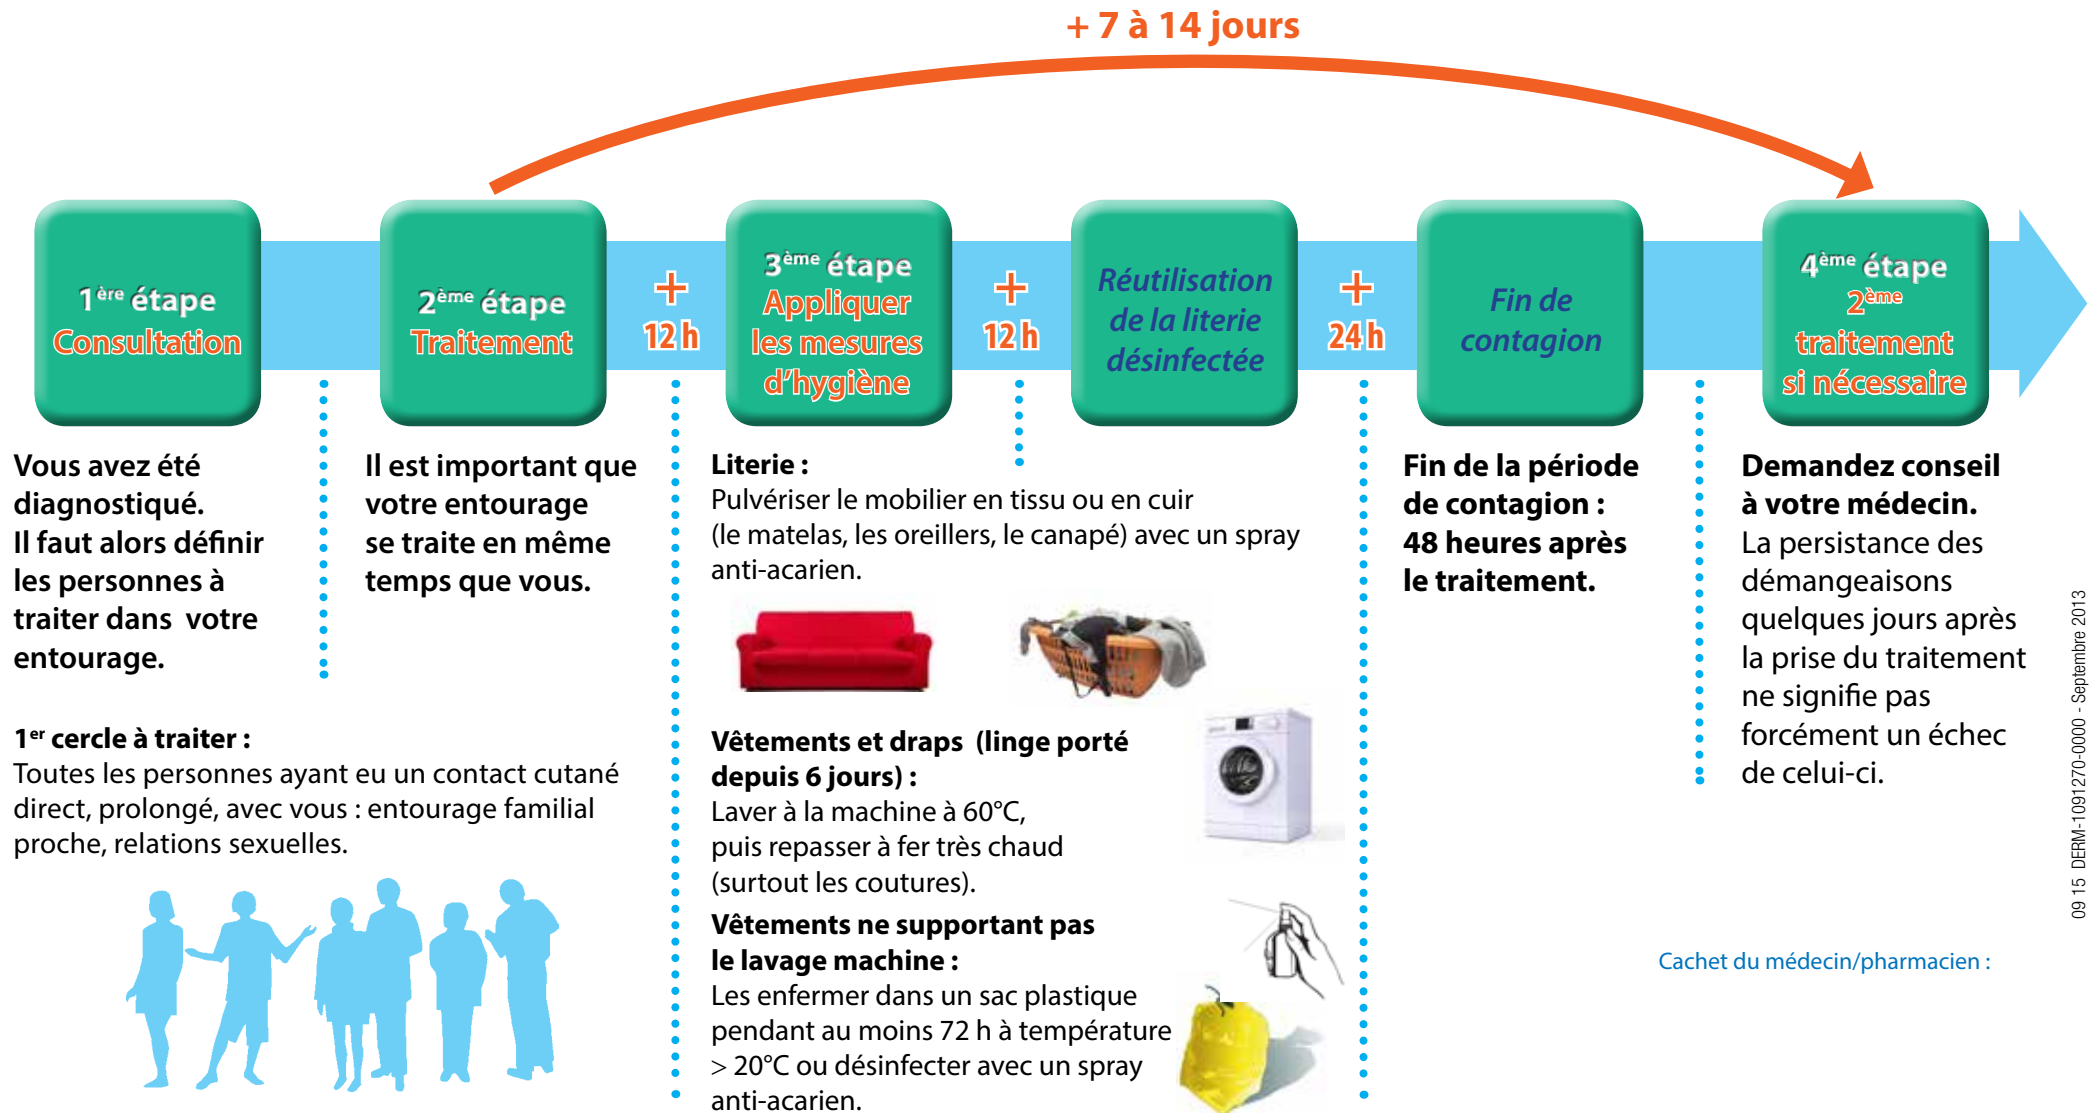 + 7 à 14 jours
1ère étape
Consultation
2ème étape
Traitement
+
12 h
3ème étape
Appliquer
les mesures
d’hygiène
+
12 h
Réutilisation
de la literie
désinfectée
+
24 h
Fin de
contagion
4ème étape
2ème
traitement
si nécessaire
Vous avez été
diagnostiqué.
Il faut alors définir
les personnes à
traiter dans votre
entourage.
1er cercle à traiter :
Toutes les personnes ayant eu un contact cutané
direct, prolongé, avec vous : entourage familial
proche, relations sexuelles.
Il est important que
votre entourage
se traite en même
temps que vous.
Literie :
Pulvériser le mobilier en tissu ou en cuir
(le matelas, les oreillers, le canapé) avec un spray
anti-acarien.
Vêtements et draps (linge porté
depuis 6 jours) :
Laver à la machine à 60°C,
puis repasser à fer très chaud
(surtout les coutures).
Vêtements ne supportant pas
le lavage machine :
Les enfermer dans un sac plastique
pendant au moins 72 h à température
> 20°C ou désinfecter avec un spray
anti-acarien.
Fin de la période
de contagion :
48 heures après
le traitement.
Demandez conseil
à votre médecin.
La persistance des
démangeaisons
quelques jours après
la prise du traitement
ne signifie pas
forcément un échec
de celui-ci.
Cachet du médecin/pharmacien :
09 15 DERM-1091270-0000 - Septembre 2013